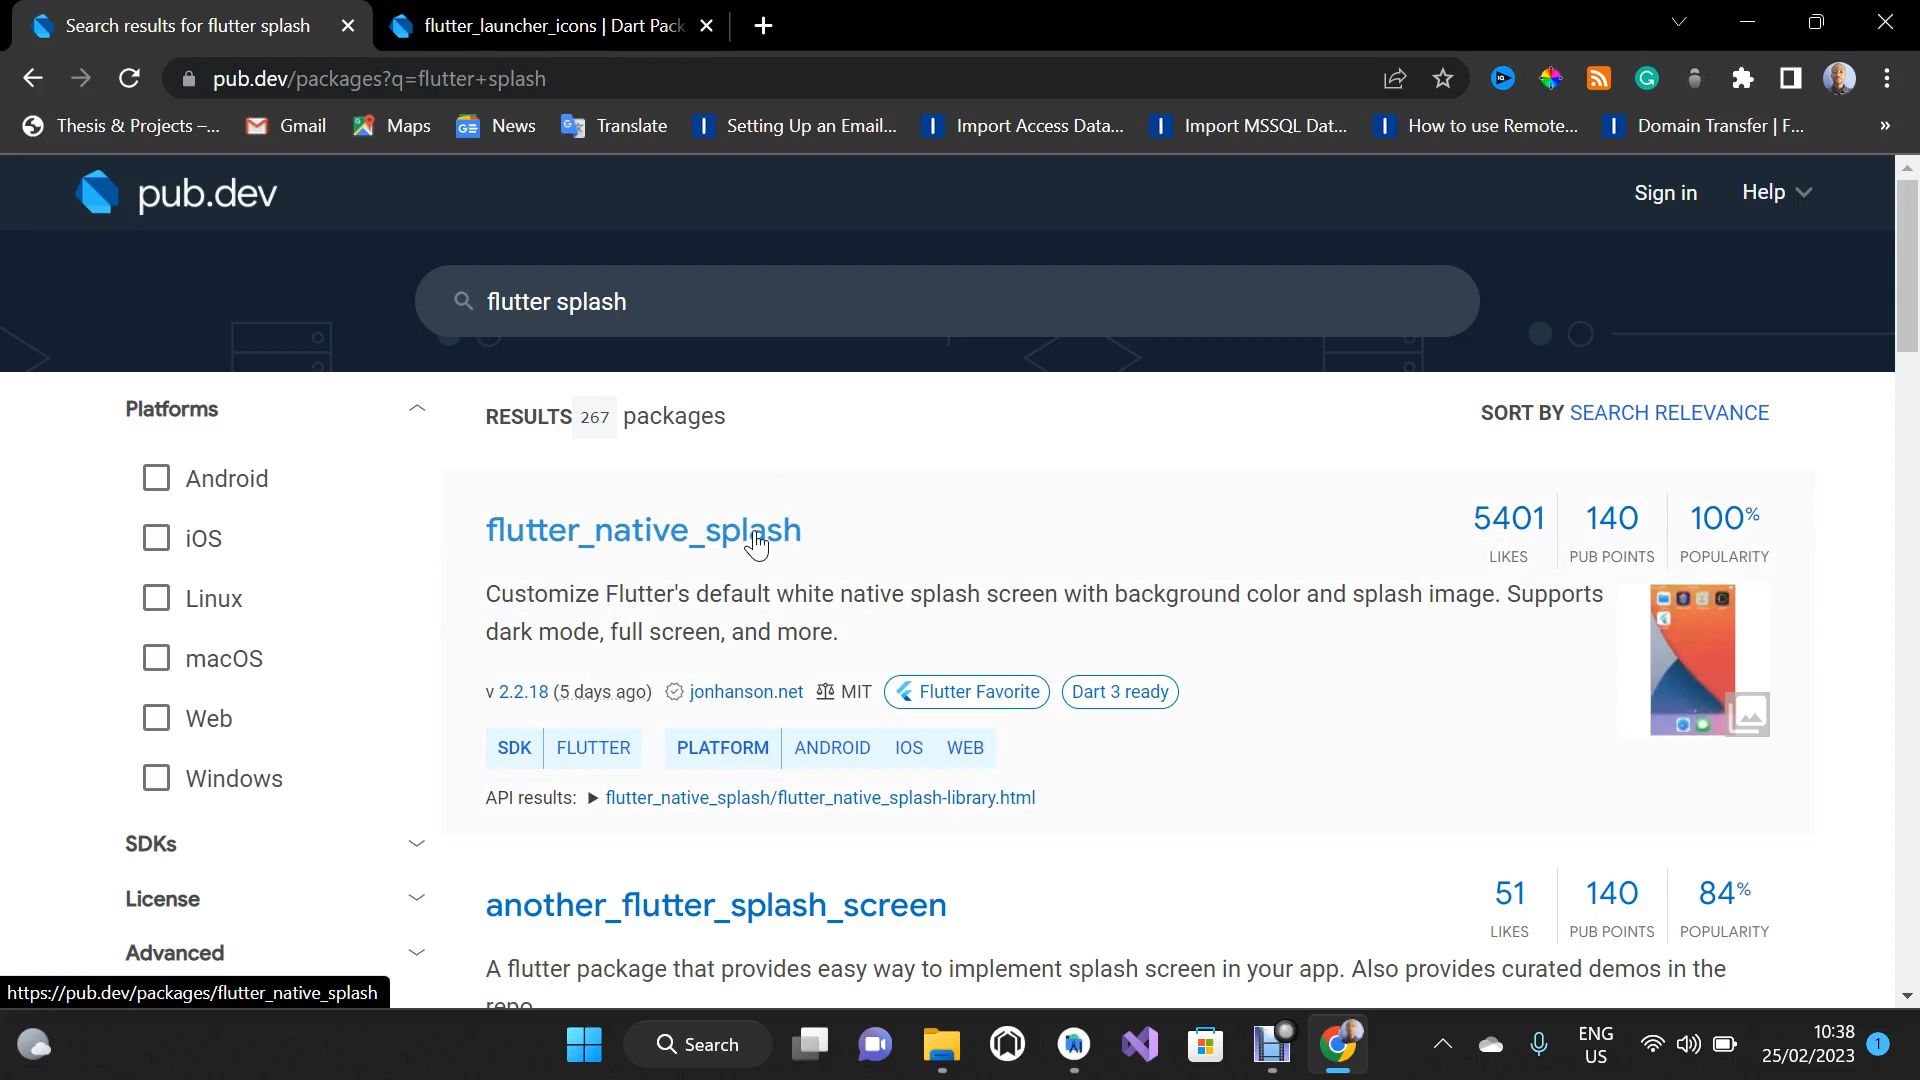 Search results for flutter splash
flutter_launcher_icons | Dart Pack
pub.dev/packages?q=flutter+splash
Thesis & Projects –... Gmail Maps News Translate Setting Up an Email... Import Access Data... Import MSSQL Dat... How to use Remote... Domain Transfer | F... »
pub.dev
Sign in Help
flutter splash
Platforms
Android
iOS
Linux
macOS
Web
Windows
SDKs
License
Advanced
RESULTS 267 packages
SORT BY SEARCH RELEVANCE
flutter_native_splash
5401 140 100%
LIKES PUB POINTS POPULARITY
Customize Flutter's default white native splash screen with background color and splash image. Supports
dark mode, full screen, and more.
v 2.2.18 (5 days ago) jonhanson.net MIT Flutter Favorite Dart 3 ready
SDK FLUTTER PLATFORM ANDROID IOS WEB
API results: ▶ flutter_native_splash/flutter_native_splash-library.html
another_flutter_splash_screen
51 140 84%
LIKES PUB POINTS POPULARITY
A flutter package that provides easy way to implement splash screen in your app. Also provides curated demos in the
repo
https://pub.dev/packages/flutter_native_splash
Search
ENG
US
10:38
25/02/2023
1